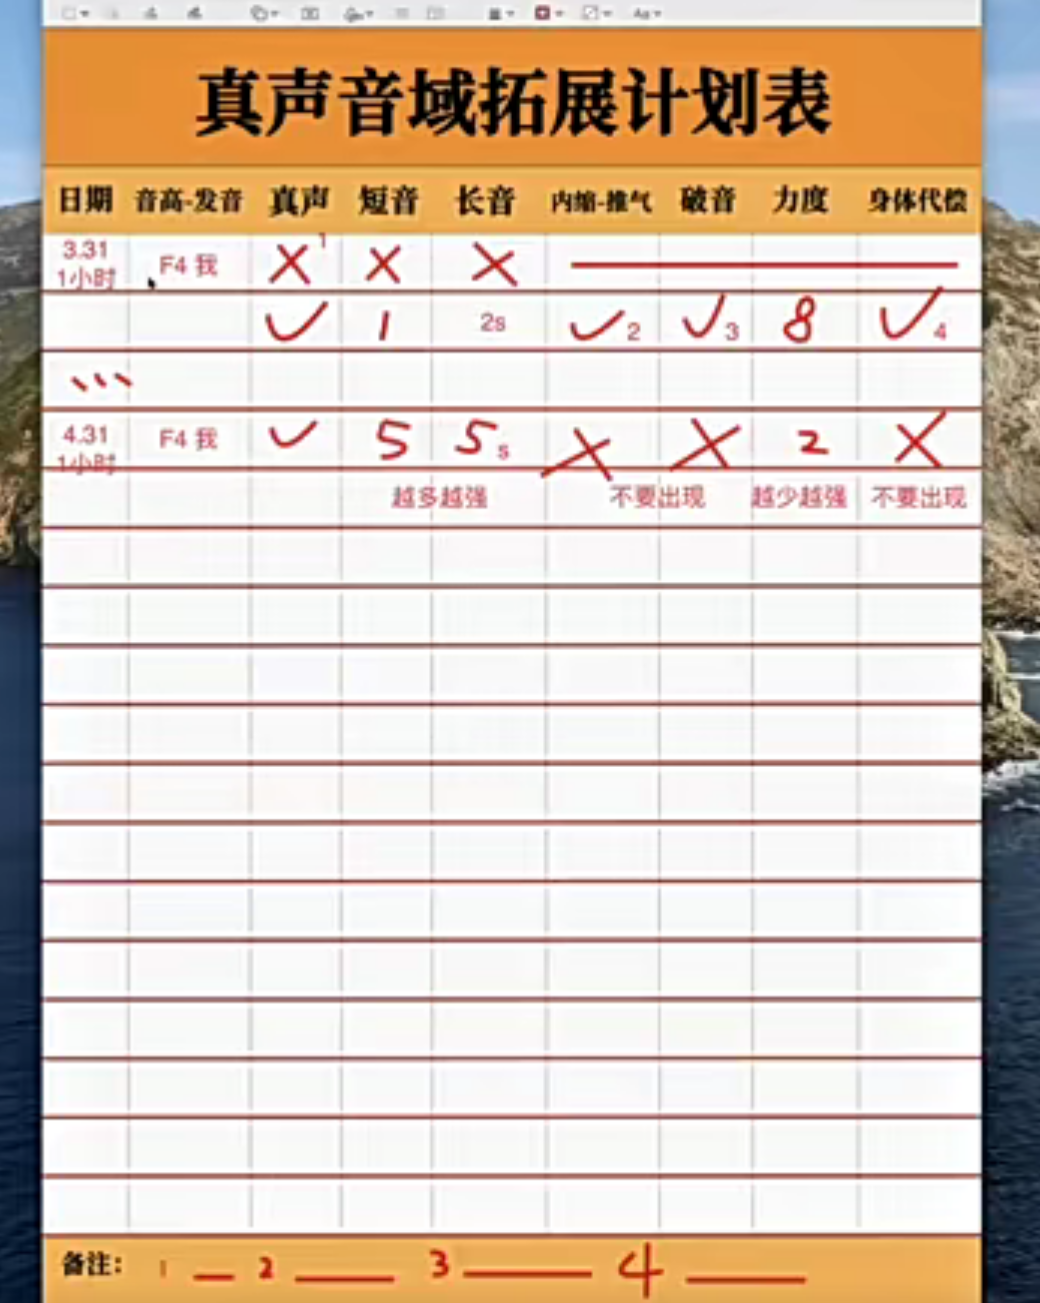 真声音域拓展计划表
日期 音高-发音 真声 短音 长音 内缩-推气 破音 力度 身体代偿
3.31 1小时 F4 我 X 1 X X
✓ 1 2s ✓ 2 ✓ 3 8 ✓ 4
4.31 1小时 F4 我 ✓ 5 5 s X X 2 X
越多越强 不要出现 越少越强 不要出现
备注: 1 2 3 4